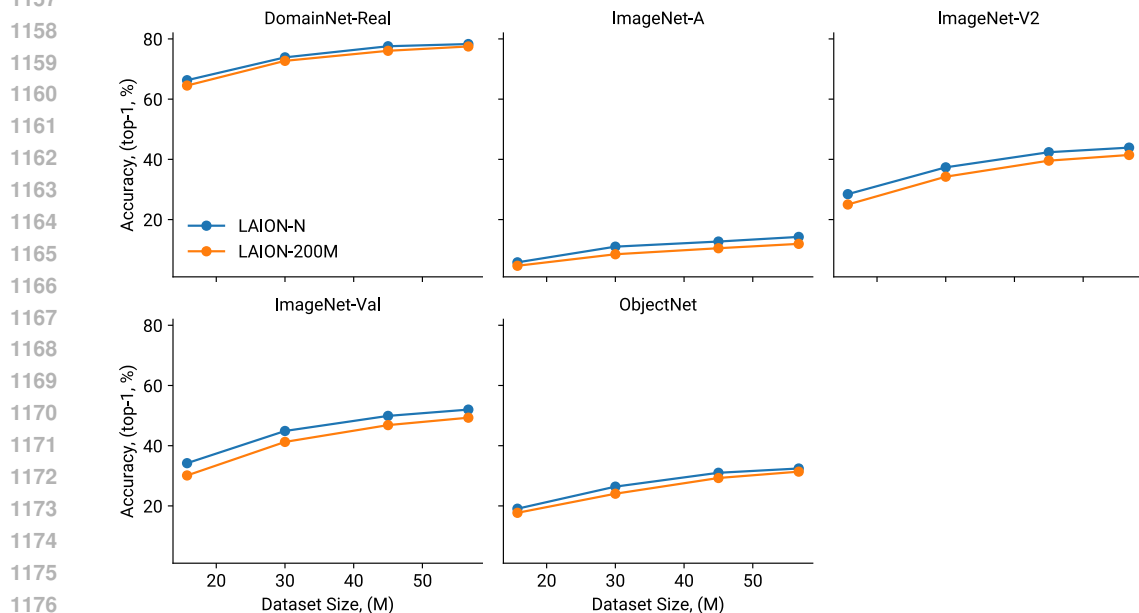 1157
1158
1159
1160
1161
1162
1163
1164
1165
1166
1167
1168
1169
1170
1171
1172
1173
1174
1175
1176
DomainNet-Real
ImageNet-A
ImageNet-V2
80
60
40
20
Accuracy, (top-1, %)
LAION-N
LAION-200M
ImageNet-Val
ObjectNet
80
60
40
20
Accuracy, (top-1, %)
20 30 40 50
20 30 40 50
Dataset Size, (M)
Dataset Size, (M)